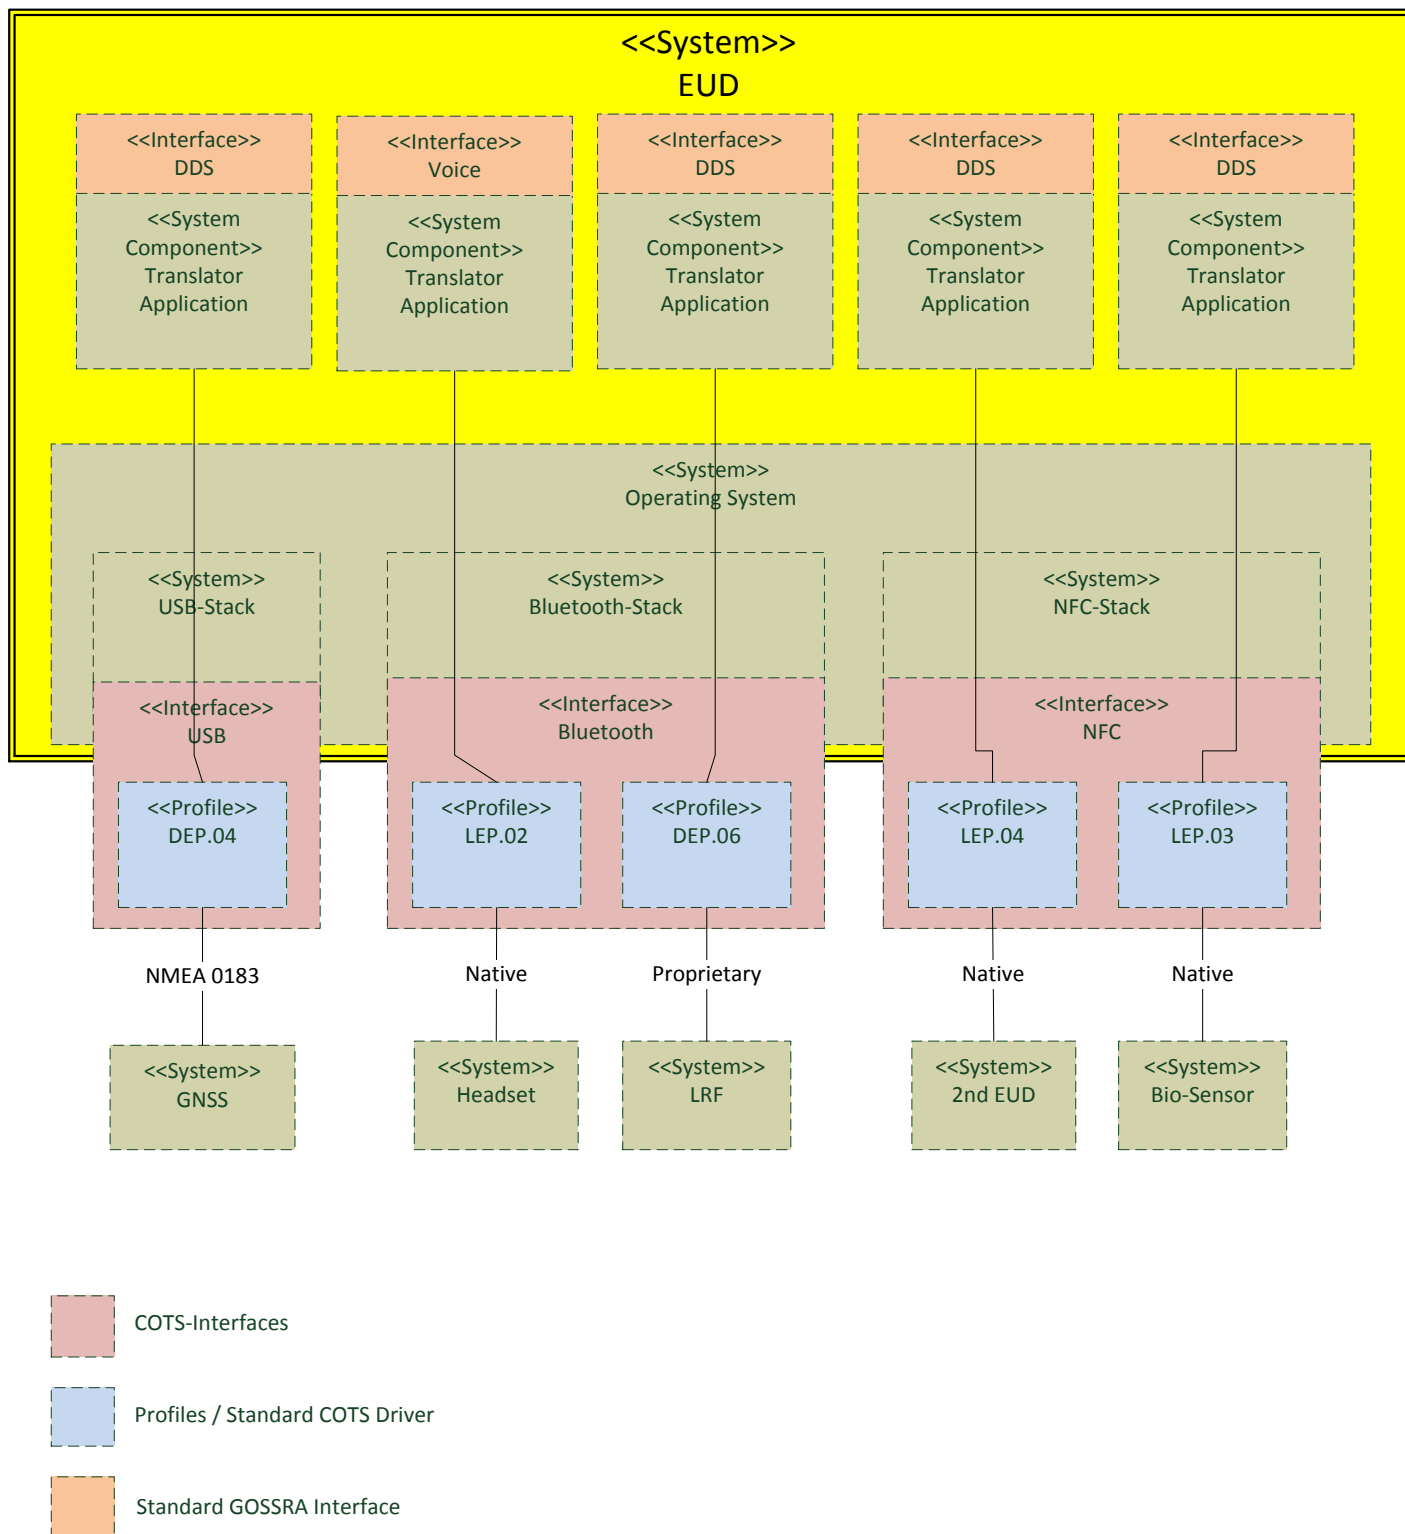 <<System>>
EUD
<<Interface>>
DDS
<<System
Component>>
Translator
Application
<<Interface>>
Voice
<<System
Component>>
Translator
Application
<<Interface>>
DDS
<<System
Component>>
Translator
Application
<<Interface>>
DDS
<<System
Component>>
Translator
Application
<<Interface>>
DDS
<<System
Component>>
Translator
Application
<<System>>
Operating System
<<System>>
USB-Stack
<<System>>
Bluetooth-Stack
<<System>>
NFC-Stack
<<Interface>>
USB
<<Interface>>
Bluetooth
<<Interface>>
NFC
<<Profile>>
DEP.04
<<Profile>>
LEP.02
<<Profile>>
DEP.06
<<Profile>>
LEP.04
<<Profile>>
LEP.03
NMEA 0183
Native
Proprietary
Native
Native
<<System>>
GNSS
<<System>>
Headset
<<System>>
LRF
<<System>>
2nd EUD
<<System>>
Bio-Sensor
COTS-Interfaces
Profiles / Standard COTS Driver
Standard GOSSRA Interface